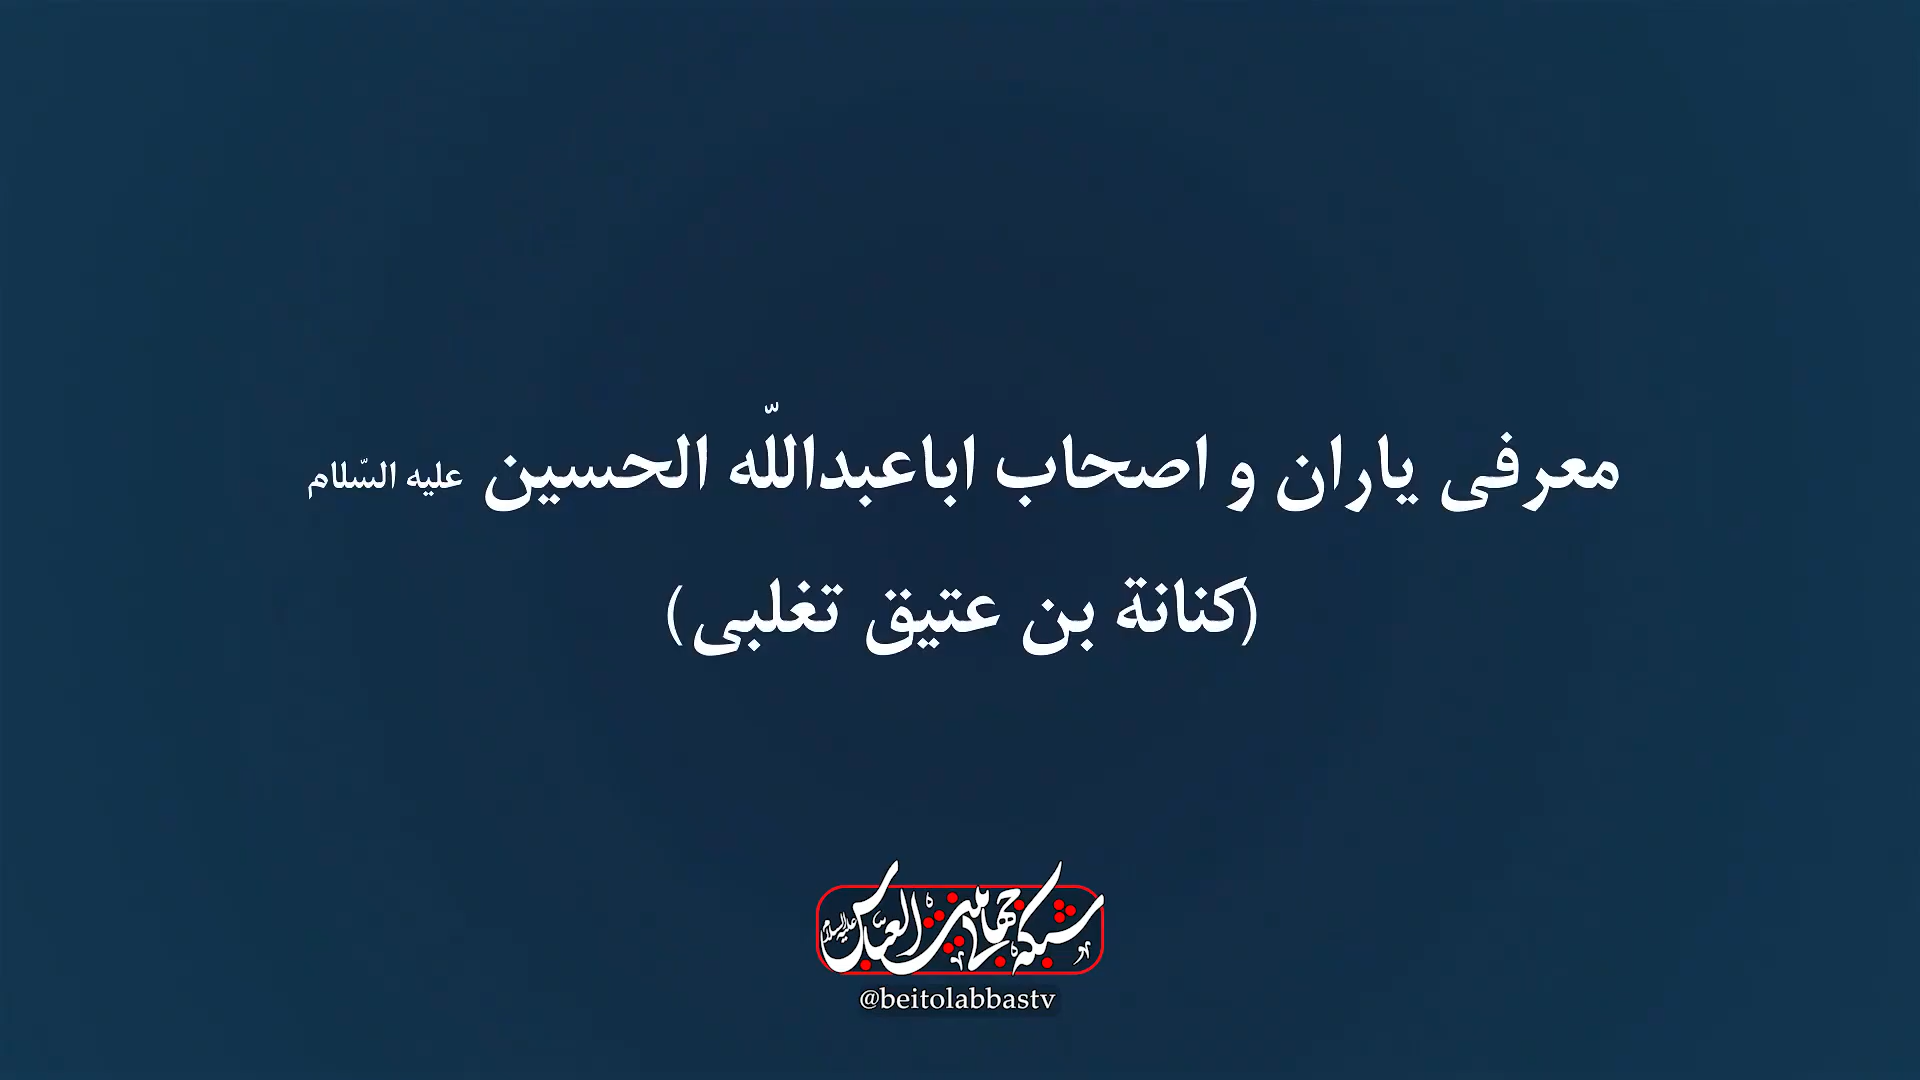 معرفی یاران و اصحاب اباعبداللّه الحسین علیه السّلام
(کنانة بن عتیق تغلبی)
شبکه جهانی بیت العباس علیه السلام
@beitolabbastv